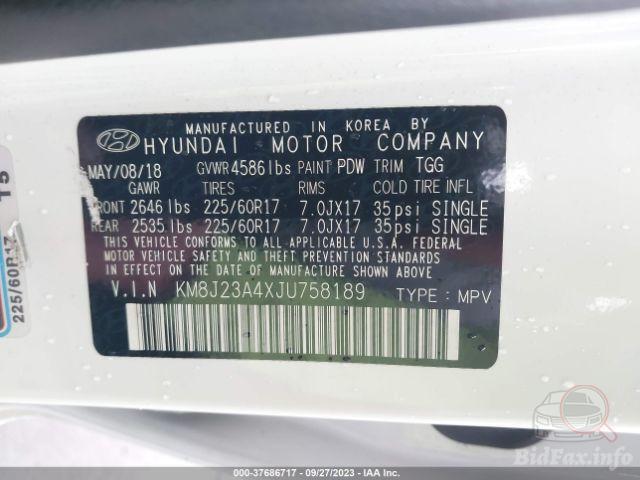 MANUFACTURED IN KOREA BY
HYUNDAI MOTOR COMPANY
MAY/08/18 GVWR 4586lbs PAINT PDW TRIM TGG
GAWR TIRES RIMS COLD TIRE INFL
FRONT 2646 lbs 225/60R17 7.0JX17 35psi SINGLE
REAR 2535 lbs 225/60R17 7.0JX17 35psi SINGLE
THIS VEHICLE CONFORMS TO ALL APPLICABLE U.S.A. FEDERAL
MOTOR VEHICLE SAFETY, BUMPER, AND THEFT PREVENTION STANDARDS
IN EFFECT ON THE DATE OF MANUFACTURE SHOWN ABOVE.
V.I.N KM8J23A4XJU758189 TYPE : MPV
225/60R17
T5
BidFax.info
000-37686717 - 09/27/2023 - IAA Inc.